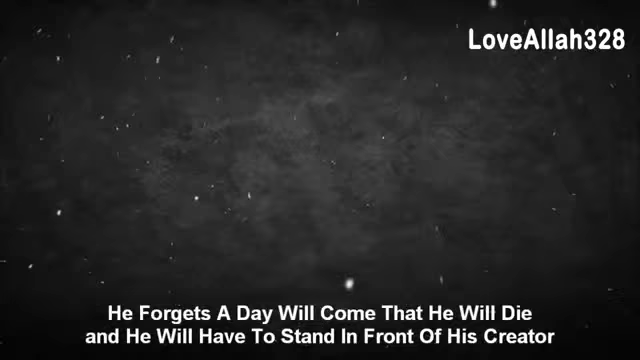 LoveAllah328
He Forgets A Day Will Come That He Will Die
and He Will Have To Stand In Front Of His Creator